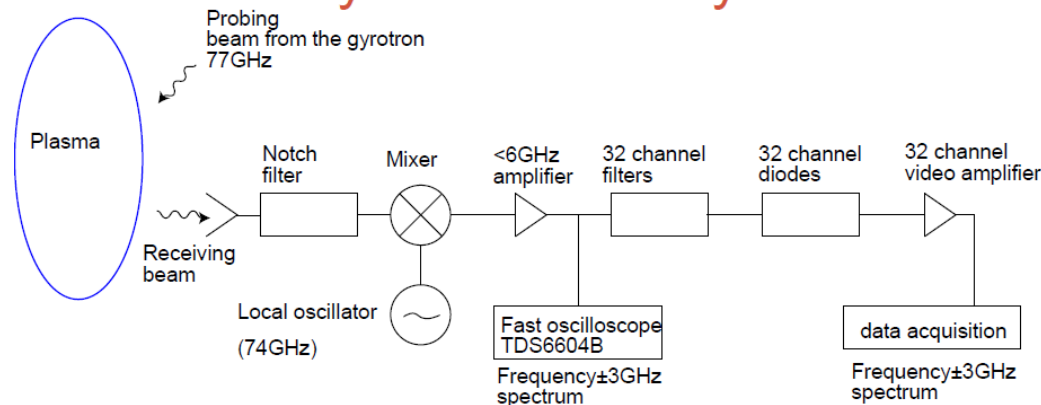 Probing
beam from the gyrotron
77GHz
Plasma
Notch
filter
Mixer
<6GHz
amplifier
32 channel
filters
32 channel
diodes
32 channel
video amplifier
Receiving
beam
Local oscillator
(74GHz)
Fast oscilloscope
TDS6604B
data acquisition
Frequency±3GHz
spectrum
Frequency±3GHz
spectrum